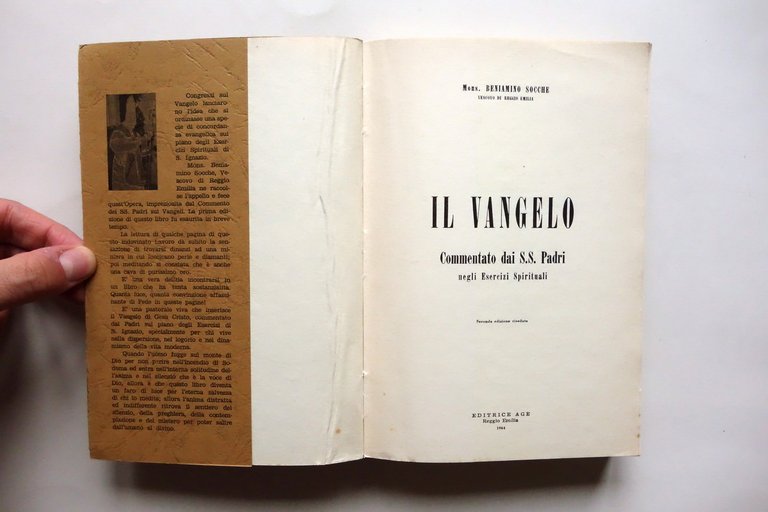 Congressi sul
Vangelo lanciaro-
no l'idea che si
ordinasse una spe-
cie di concordan-
za evangelica sul
piano degli Eser-
cizi Spirituali di
S. Ignazio.
Mons. Benia-
mino Socche, Ve-
scovo di Reggio
Emilia ne raccol-
se l'appello e fece
quest'Opera, impreziosita dal Commento
dei SS. Padri sui Vangeli. La prima edi-
zione di questo libro fu esaurita in breve
tempo.
La lettura di qualche pagina di que-
sto indovinato lavoro dà subito la sen-
sazione di trovarsi dinanzi ad una mi-
niera in cui luccicano perle e diamanti;
poi meditando si constata che è anche
una cava di purissimo oro.
E' una vera delizia incontrarsi in
un libro che ha tanta sostanzialità.
Quanta luce, quanta convinzione affasci-
nante di Fede in queste pagine!
E' una pastorale viva che inserisce
il Vangelo di Gesù Cristo, commentato
dai Padri sul piano degli Esercizi di
S. Ignazio, specialmente per chi vive
nella dispersione, nel logorio e nel dina-
mismo della vita moderna.
Quando l'uomo fugge sul monte di
Dio per non perire nell'incendio di So-
doma ed entra nell'interna solitudine del-
l'anima e nel silenzio che è la voce di
Dio, allora è che questo libro diventa
un faro di luce per l'eterna salvezza
di chi lo medita; allora l'anima distratta
ed indifferente ritrova il sentiero del
silenzio, della preghiera, della contem-
plazione e del mistero per poter salire
dall'umano al divino.
Mons. BENIAMINO SOCCHE
VESCOVO DI REGGIO EMILIA
IL VANGELO
Commentato dai S.S. Padri
negli Esercizi Spirituali
Seconda edizione riveduta
EDITRICE AGE
Reggio Emilia
1964